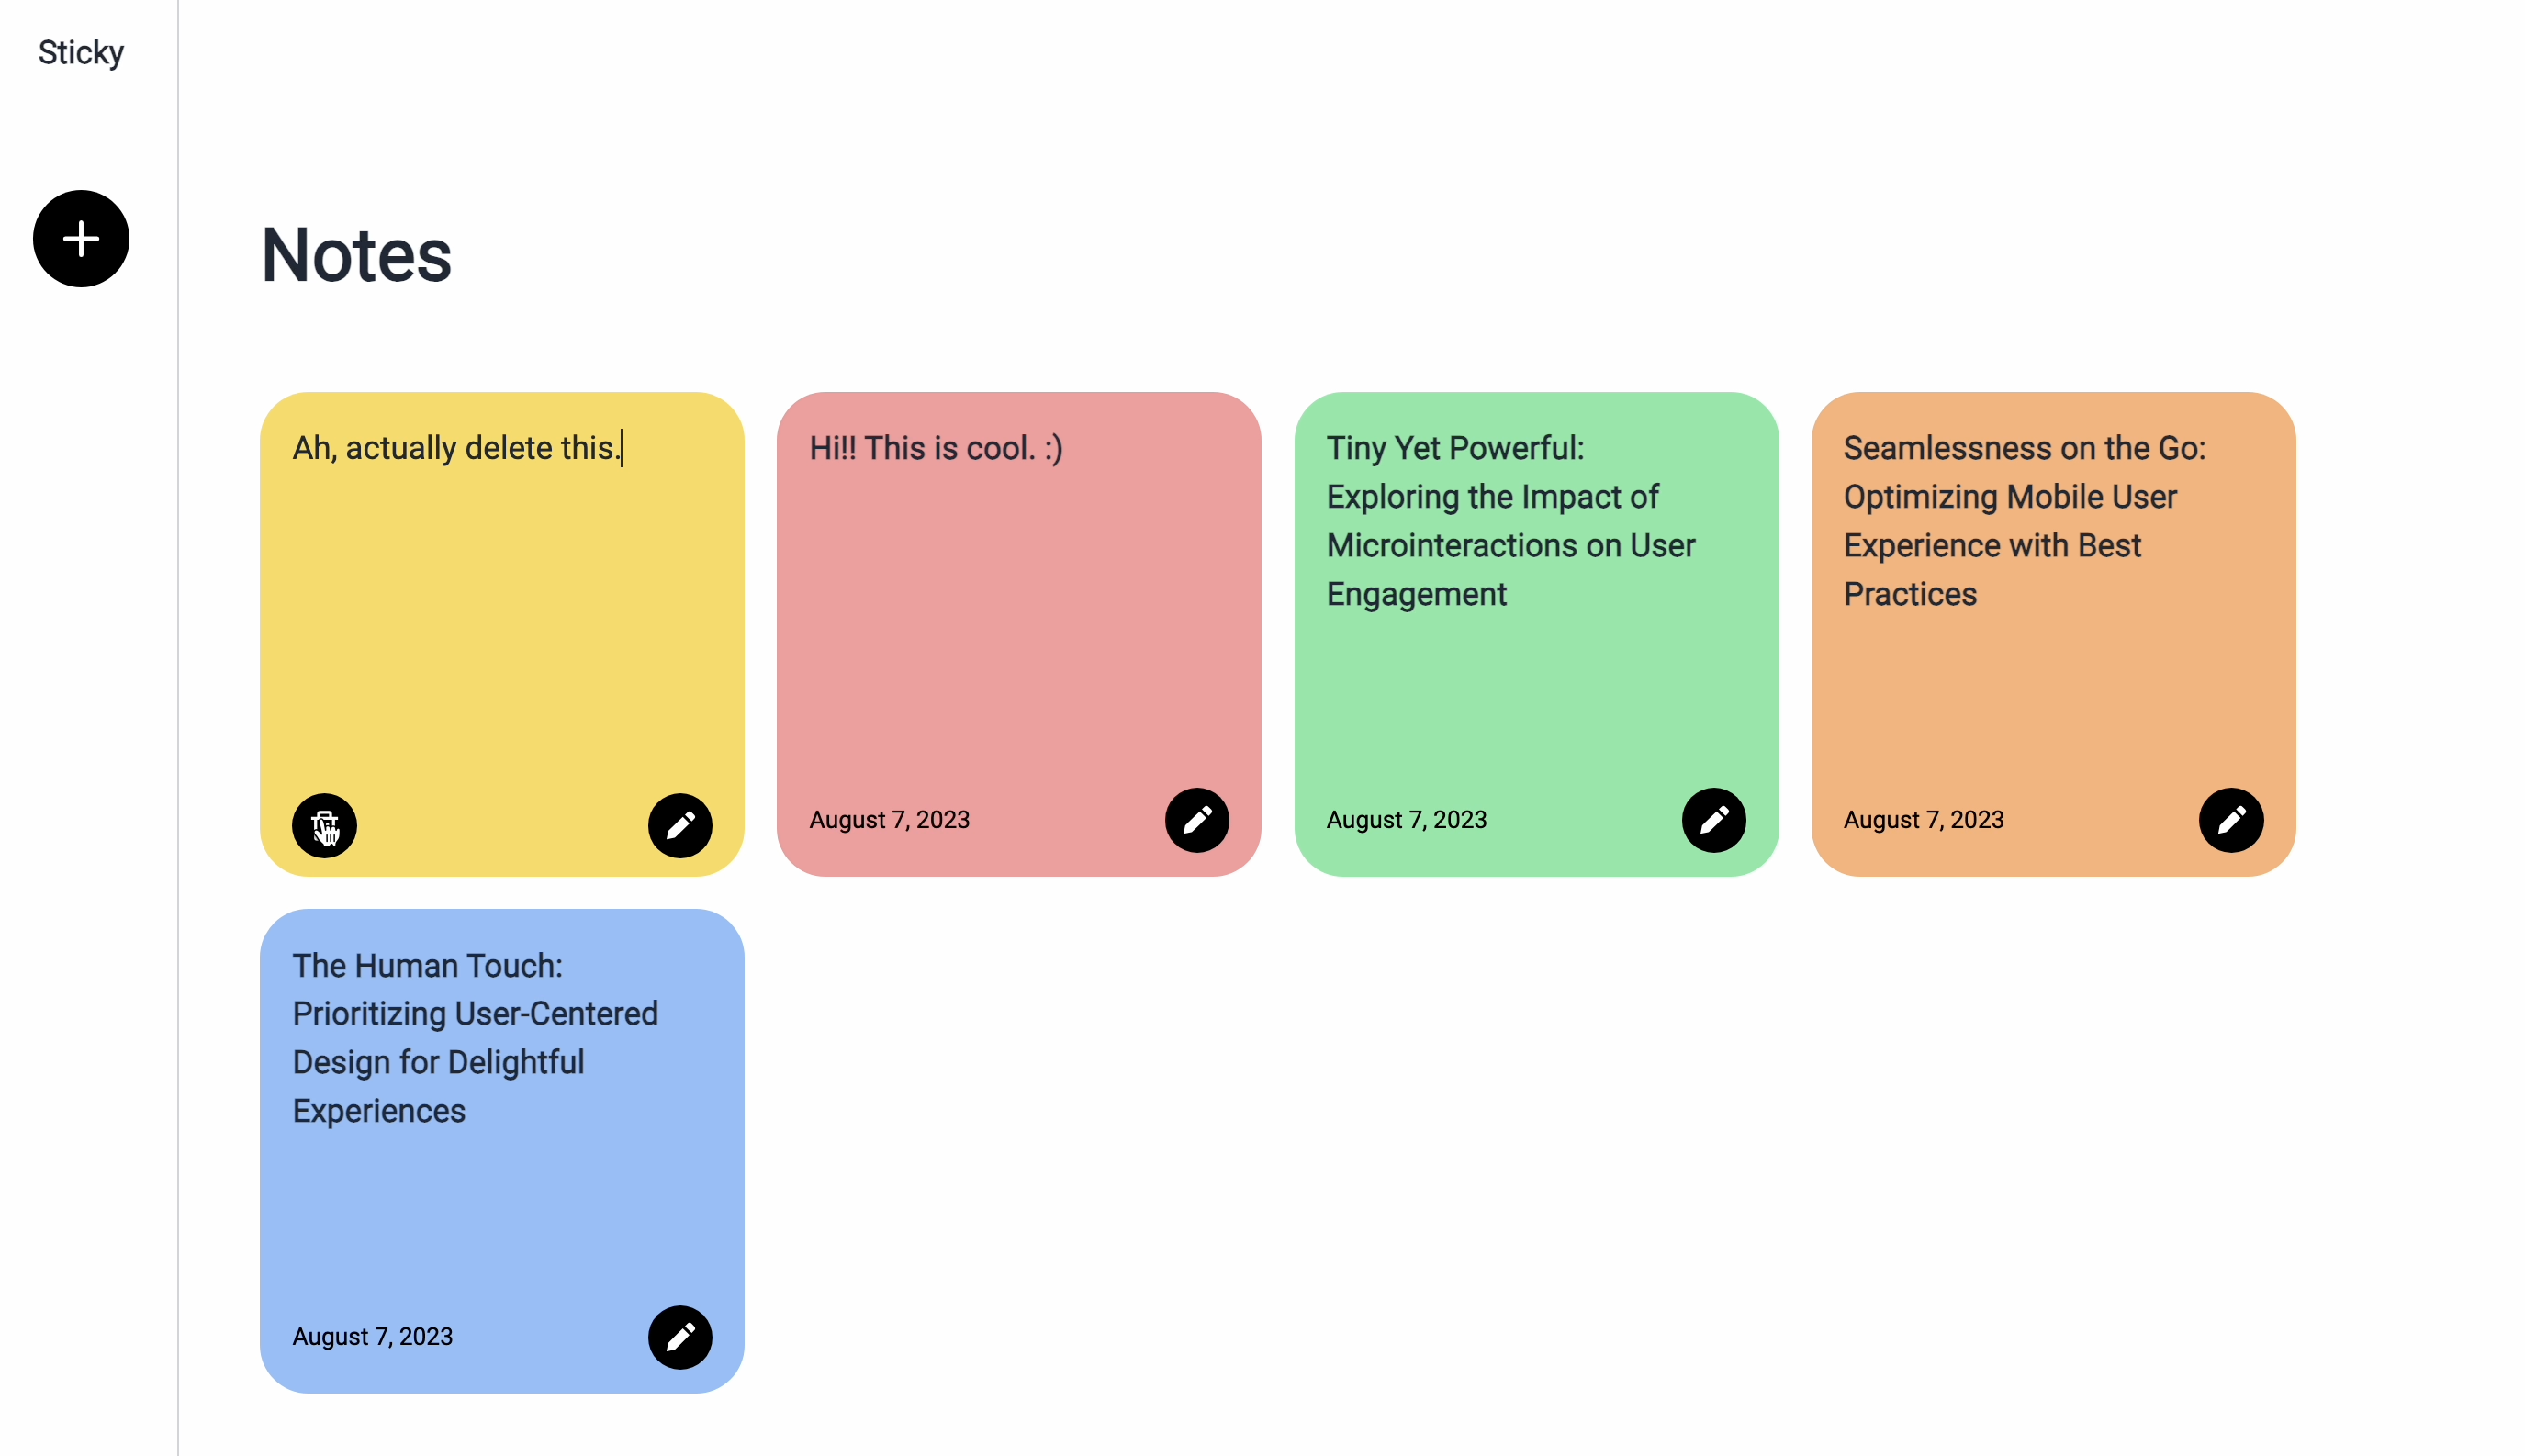 Sticky
Notes
Ah, actually delete this.
Hi!! This is cool. :)
August 7, 2023
Tiny Yet Powerful:
Exploring the Impact of
Microinteractions on User
Engagement
August 7, 2023
Seamlessness on the Go:
Optimizing Mobile User
Experience with Best
Practices
August 7, 2023
The Human Touch:
Prioritizing User-Centered
Design for Delightful
Experiences
August 7, 2023